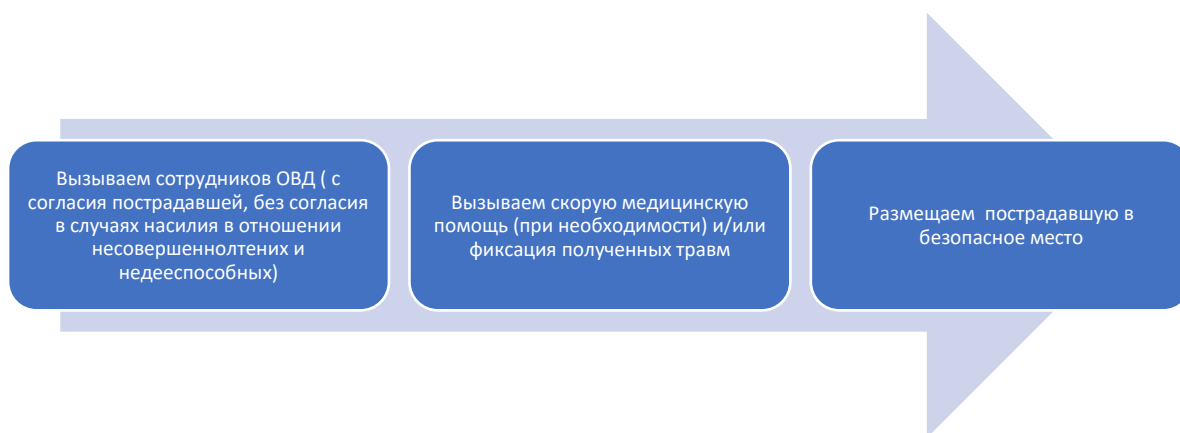 Вызываем сотрудников ОВД ( с
согласия пострадавшей, без согласия
в случаях насилия в отношении
несовершеннолтених и
недееспособных)
Вызываем скорую медицинскую
помощь (при необходимости) и/или
фиксация полученных травм
Размещаем пострадавшую в
безопасное место